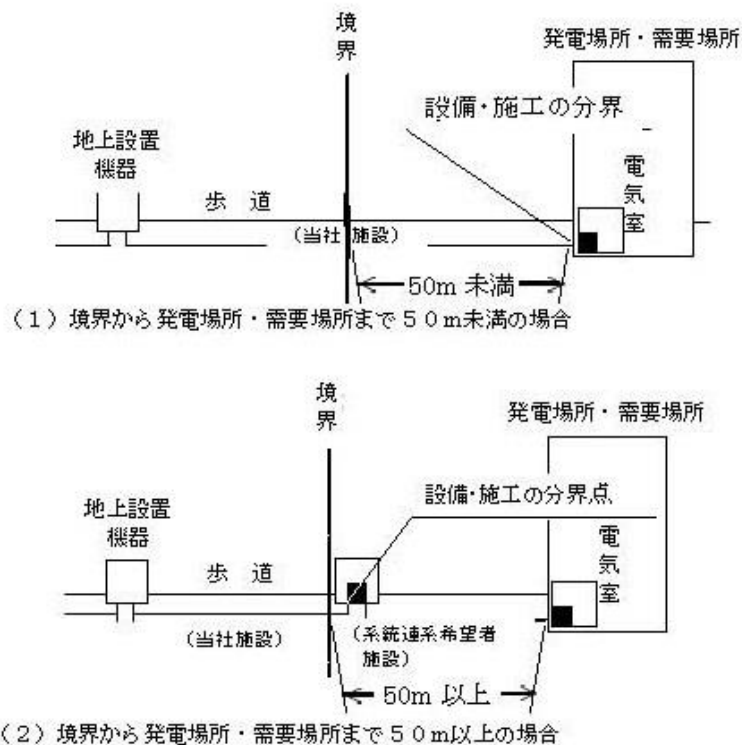 境界
発電場所・需要場所
設備・施工の分界
地上設置
機器
電気室
歩 道
(当社 施設)
50m 未満
(1)境界から発電場所・需要場所まで50m未満の場合
境界
発電場所・需要場所
設備・施工の分界点
地上設置
機器
電気室
歩 道
(当社施設)
(系統連系希望者
施設)
50m 以上
(2)境界から発電場所・需要場所まで50m以上の場合